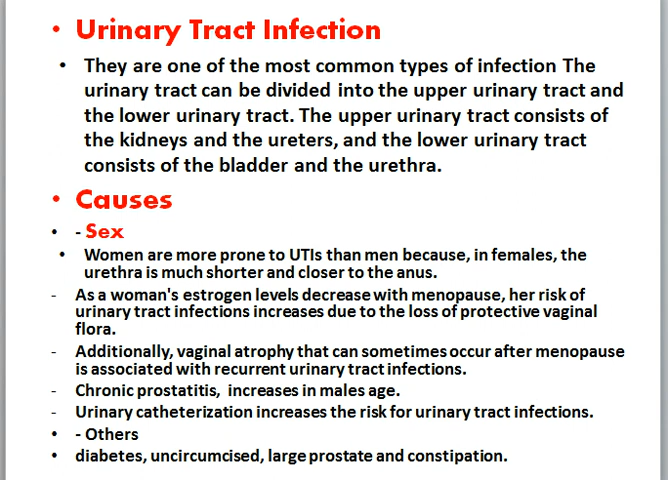 • Urinary Tract Infection
• They are one of the most common types of infection The
urinary tract can be divided into the upper urinary tract and
the lower urinary tract. The upper urinary tract consists of
the kidneys and the ureters, and the lower urinary tract
consists of the bladder and the urethra.
• Causes
• - Sex
• Women are more prone to UTIs than men because, in females, the
urethra is much shorter and closer to the anus.
- As a woman's estrogen levels decrease with menopause, her risk of
urinary tract infections increases due to the loss of protective vaginal
flora.
- Additionally, vaginal atrophy that can sometimes occur after menopause
is associated with recurrent urinary tract infections.
- Chronic prostatitis, increases in males age.
- Urinary catheterization increases the risk for urinary tract infections.
• - Others
• diabetes, uncircumcised, large prostate and constipation.